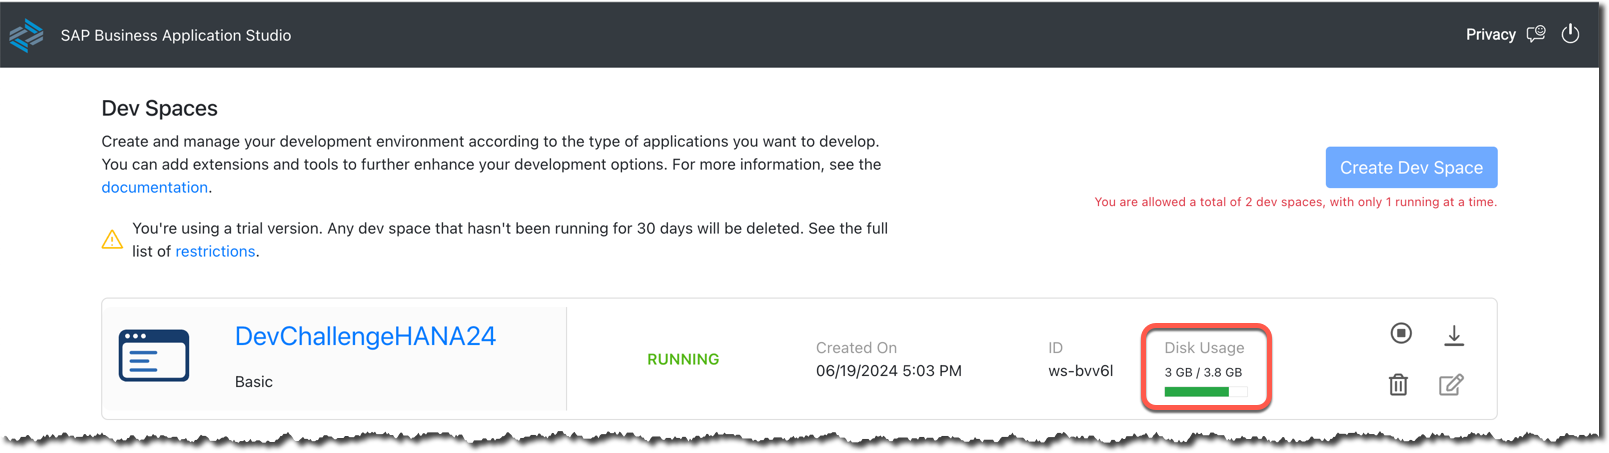 SAP Business Application Studio
Privacy
Dev Spaces
Create and manage your development environment according to the type of applications you want to develop.
You can add extensions and tools to further enhance your development options. For more information, see the
documentation.
Create Dev Space
You are allowed a total of 2 dev spaces, with only 1 running at a time.
You're using a trial version. Any dev space that hasn't been running for 30 days will be deleted. See the full
list of restrictions.
DevChallengeHANA24
Basic
RUNNING
Created On
06/19/2024 5:03 PM
ID
ws-bvv6l
Disk Usage
3 GB / 3.8 GB